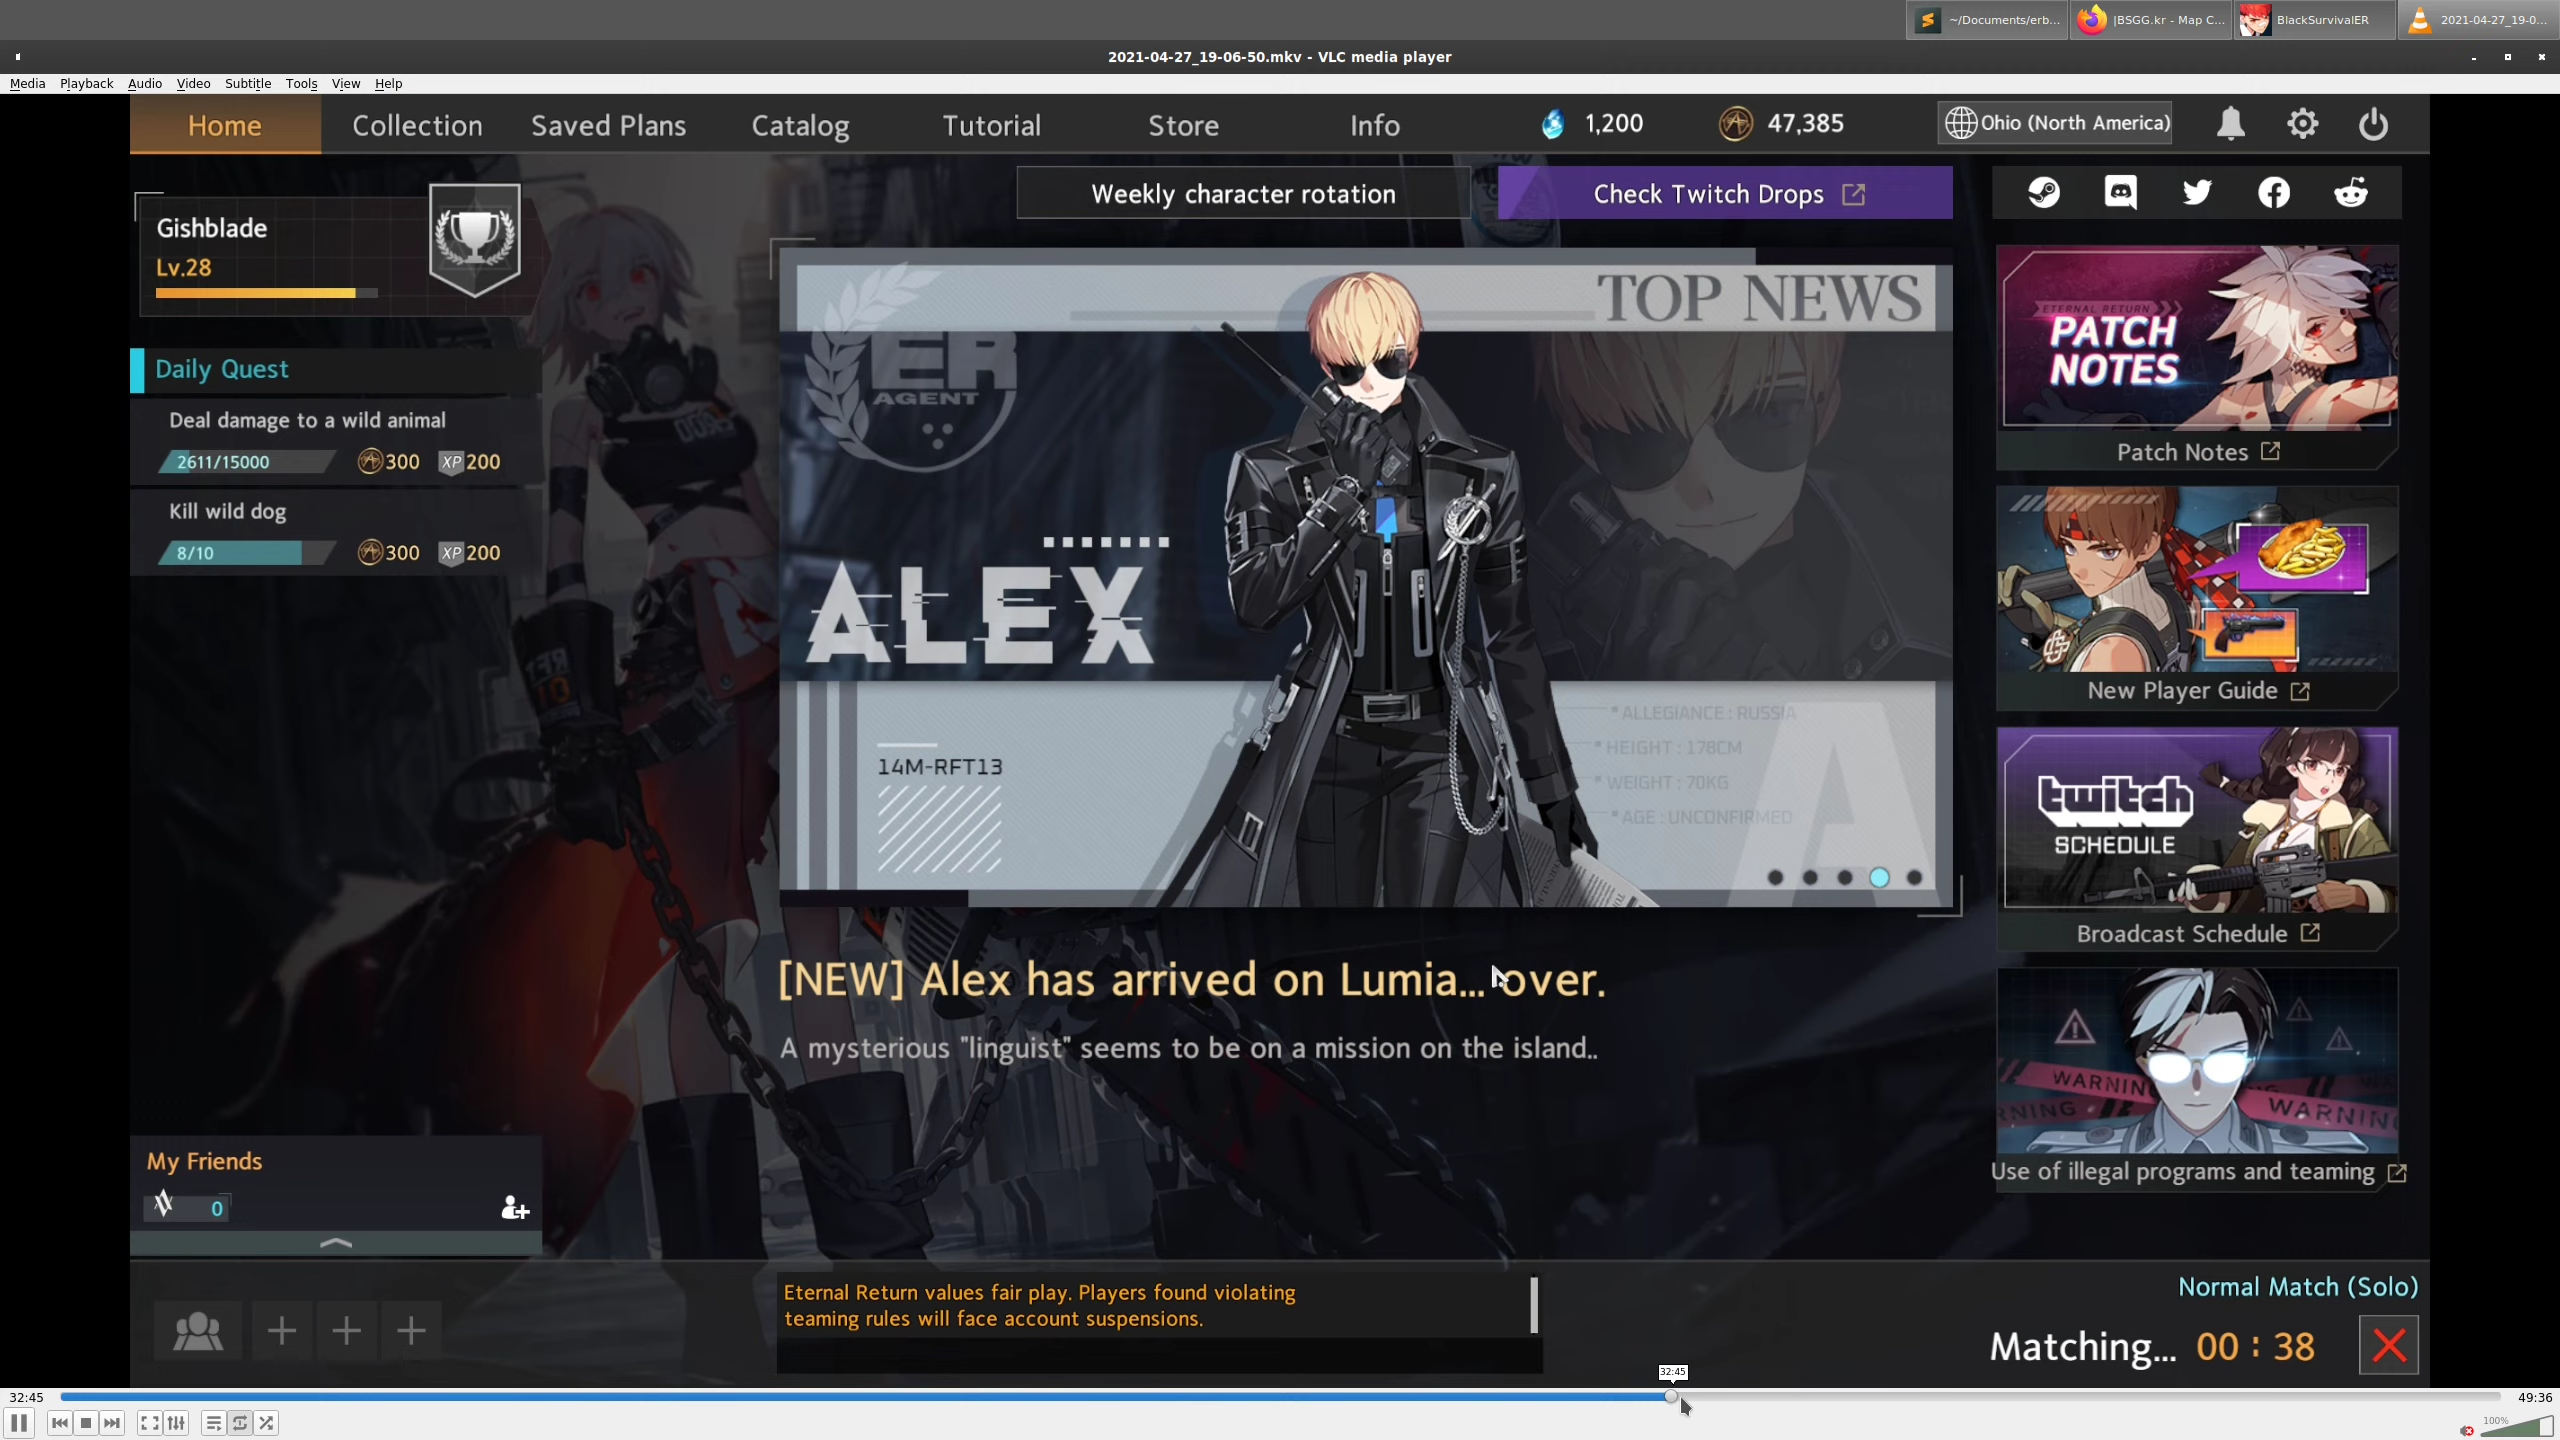 ~/Documents/erb...
|BSGG.kr - Map C...
BlackSurvivalER
2021-04-27_19-0...
2021-04-27_19-06-50.mkv - VLC media player
Media Playback Audio Video Subtitle Tools View Help
Home Collection Saved Plans Catalog Tutorial Store Info 1,200 47,385 Ohio (North America)
Weekly character rotation
Check Twitch Drops
Gishblade
Lv.28
Daily Quest
Deal damage to a wild animal
2611/15000 300 XP 200
Kill wild dog
8/10 300 XP 200
TOP NEWS
ER
AGENT
ALEX
14M-RFT13
* ALLEGIANCE : RUSSIA
* HEIGHT : 178CM
* WEIGHT : 70KG
* AGE : UNCONFIRMED
A
[NEW] Alex has arrived on Lumia... over.
A mysterious "linguist" seems to be on a mission on the island..
ETERNAL RETURN
PATCH
NOTES
Patch Notes
New Player Guide
twitch
SCHEDULE
Broadcast Schedule
WARNING
WARNING
Use of illegal programs and teaming
My Friends
0
Eternal Return values fair play. Players found violating
teaming rules will face account suspensions.
Normal Match (Solo)
Matching... 00 : 38
32:45
32:45
49:36
100%